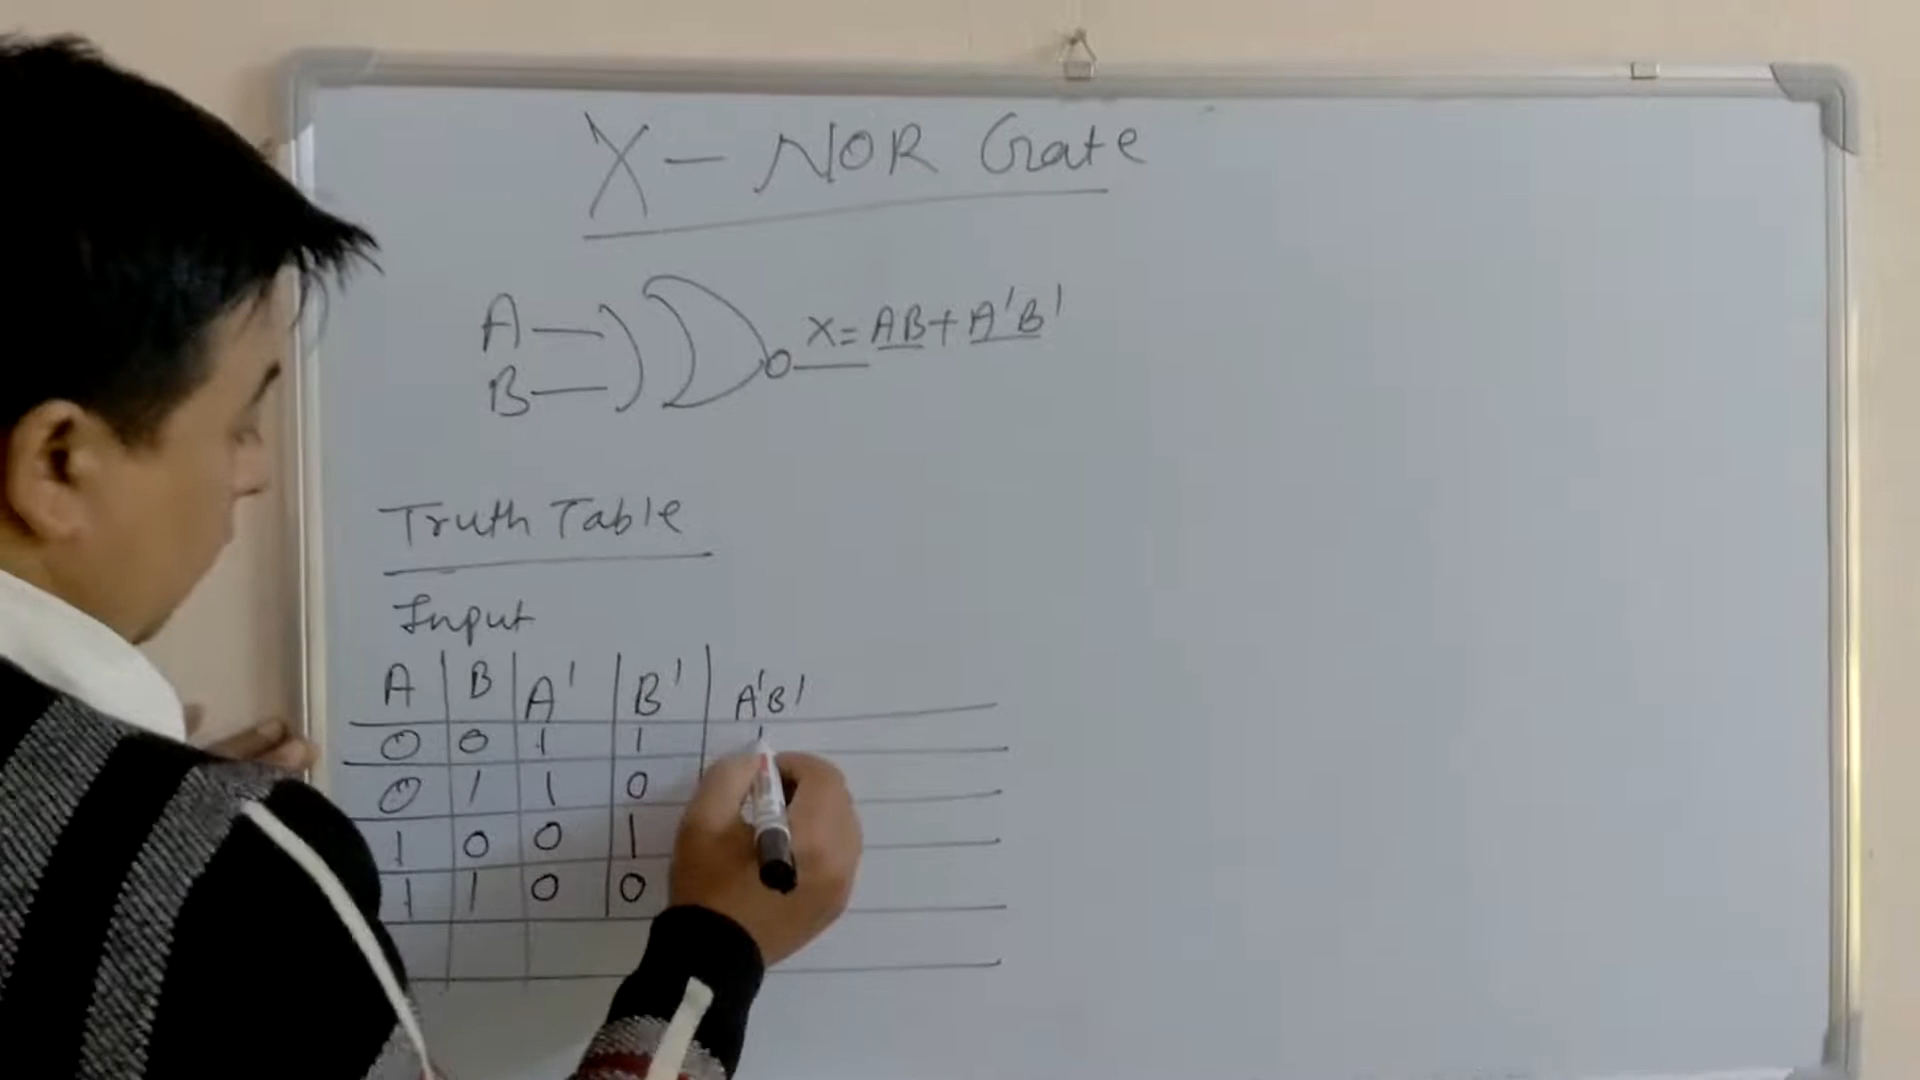 X-NOR Gate
A
B
X=AB+A'B'
Truth Table
Input
A B A' B' A'B'
0 0 1 1 1
0 1 1 0
1 0 0 1
1 1 0 0